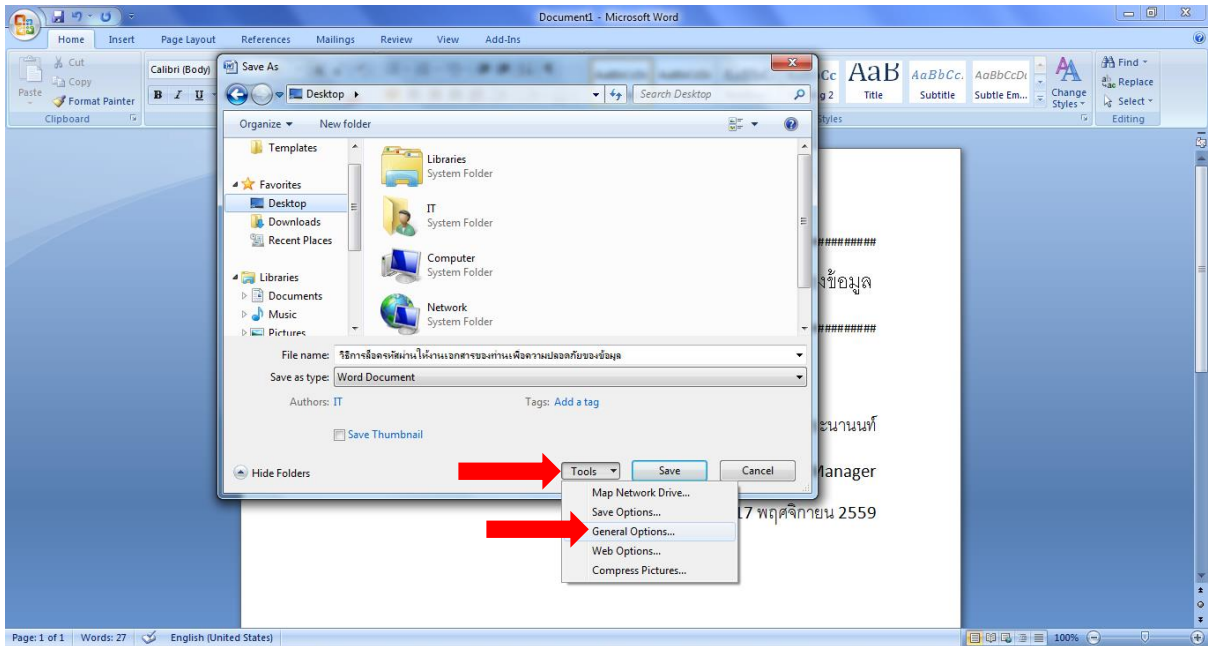 Document1 - Microsoft Word
Home Insert Page Layout References Mailings Review View Add-Ins
Cut
Copy
Paste
Format Painter
Clipboard
Calibri (Body)
B I U
AaB AaBbCc. AaBbCcDc
Title Subtitle Subtle Em...
Change
Styles
Styles
Find
Replace
Select
Editing
Save As
Desktop
Search Desktop
Organize New folder
Templates
Favorites
Desktop
Downloads
Recent Places
Libraries
Documents
Music
Pictures
Libraries
System Folder
IT
System Folder
Computer
System Folder
Network
System Folder
File name: วิธีการล็อครหัสผ่านให้งานเอกสารของท่านเพื่อความปลอดภัยของข้อมูล
Save as type: Word Document
Authors: IT Tags: Add a tag
Save Thumbnail
Hide Folders
Tools Save Cancel
Map Network Drive...
Save Options...
General Options...
Web Options...
Compress Pictures...
##########
งข้อมูล
##########
ะนานนท์
Manager
17 พฤศจิกายน 2559
Page: 1 of 1 Words: 27 English (United States) 100%